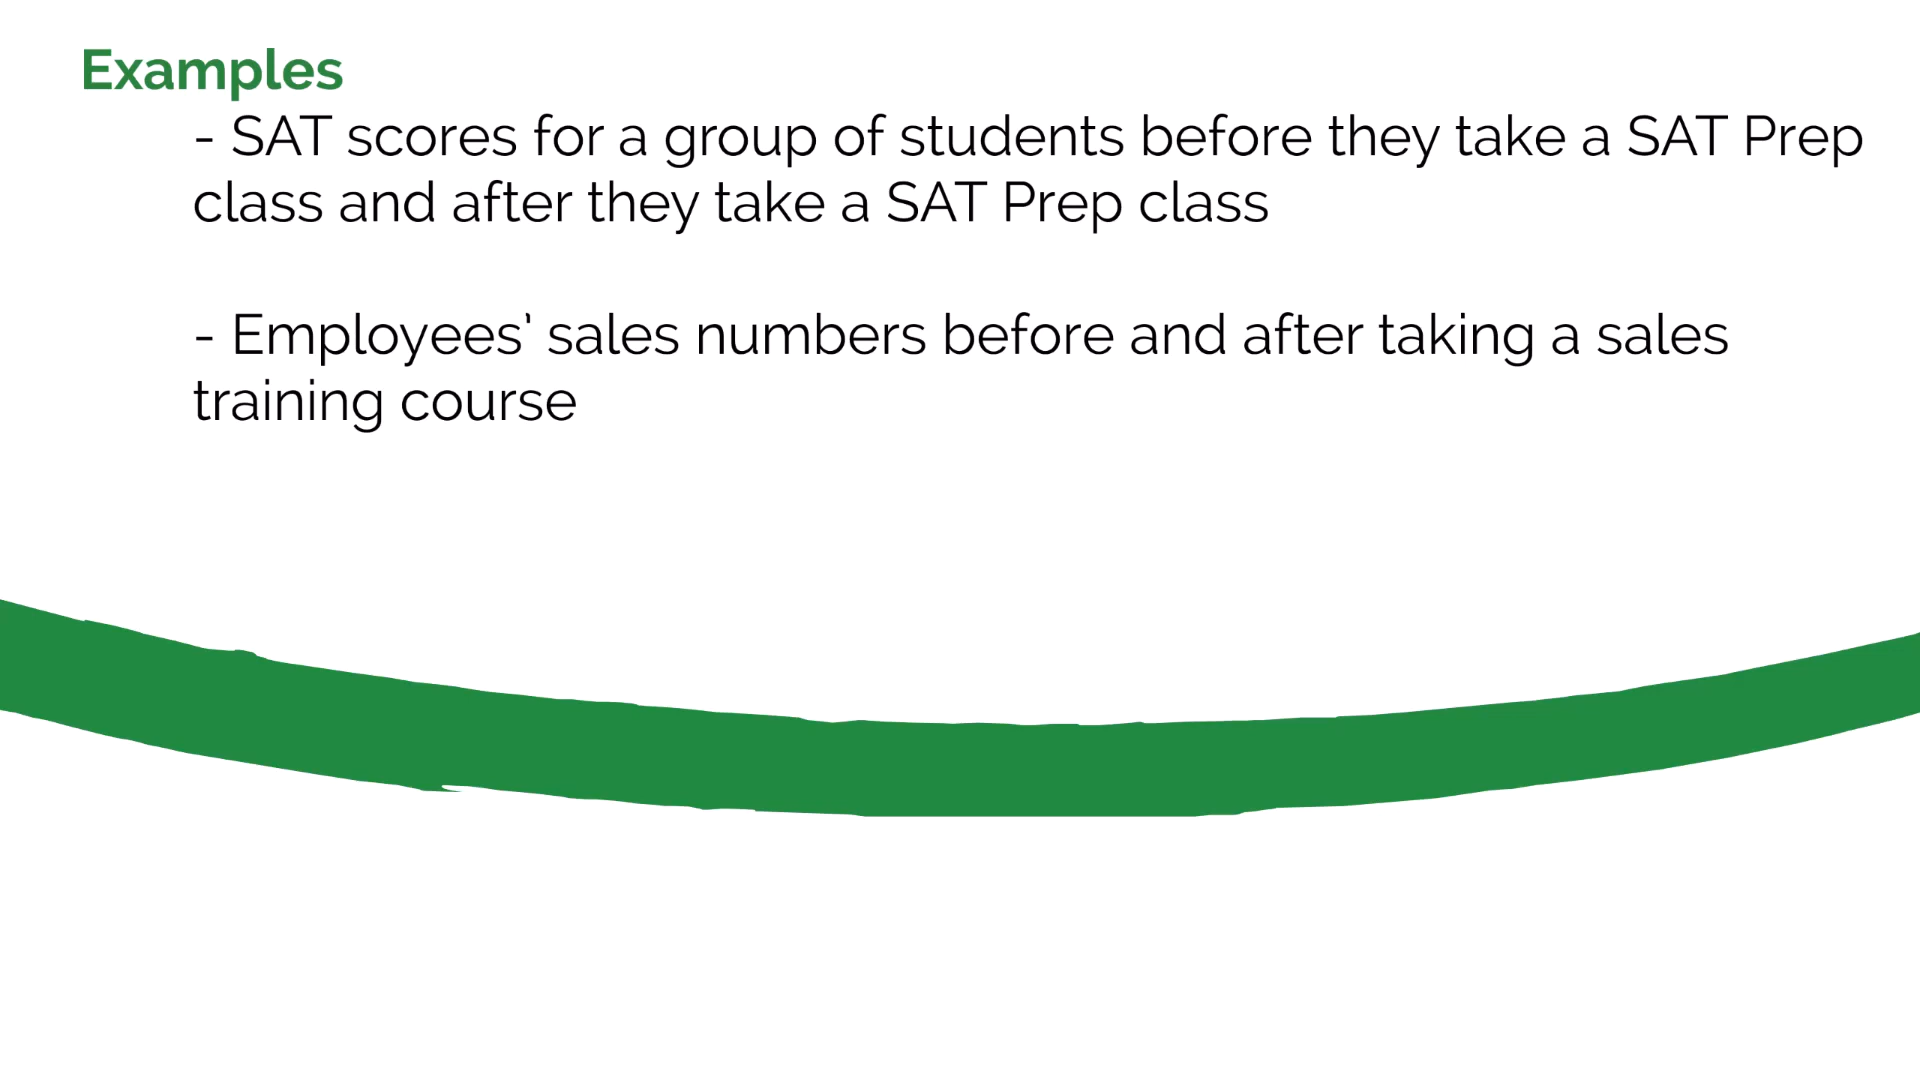 Examples
- SAT scores for a group of students before they take a SAT Prep
class and after they take a SAT Prep class
- Employees’ sales numbers before and after taking a sales
training course